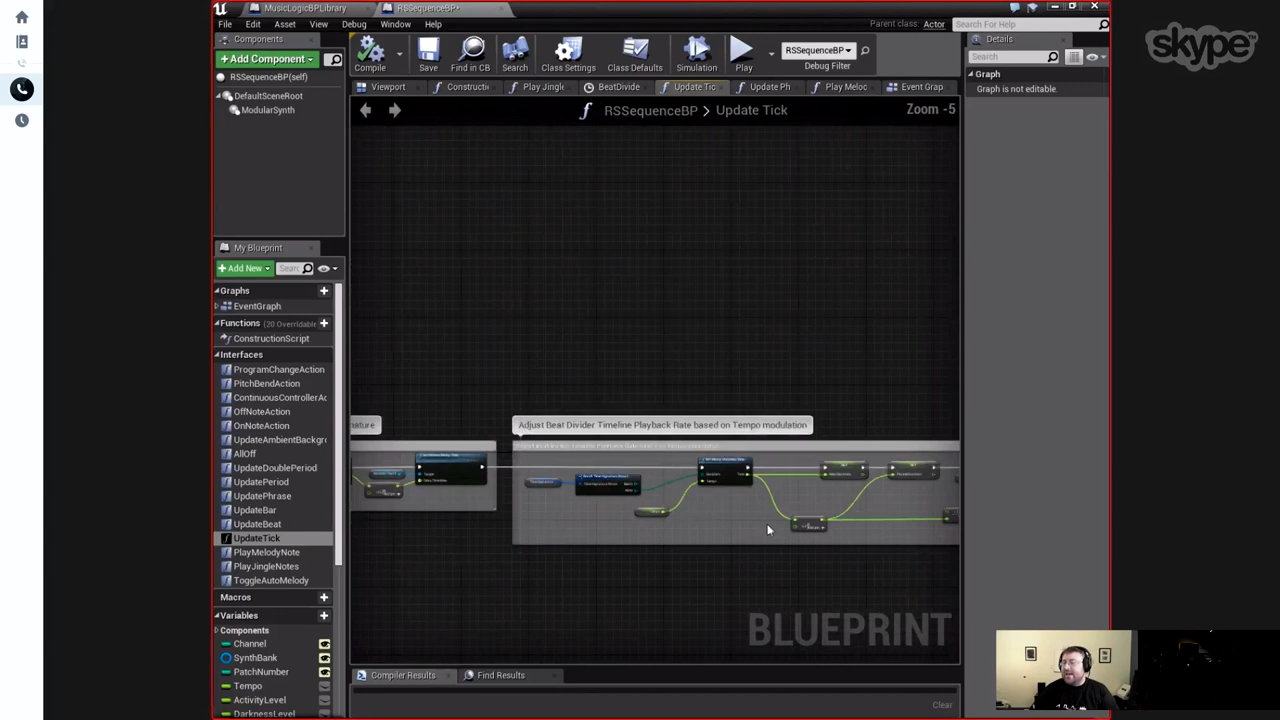 MusicLogicBPLibrary
RSSequenceBP*
File
Edit
Asset
View
Debug
Window
Help
Parent class: Actor
Search For Help
skype™
Components
+ Add Component
RSSequenceBP(self)
DefaultSceneRoot
ModularSynth
Compile
Save
Find in CB
Search
Class Settings
Class Defaults
Simulation
Play
RSSequenceBP
Debug Filter
Details
Search
Graph
Graph is not editable.
Viewport
Constructi
Play Jingl
BeatDivide
Update Tic
Update Ph
Play Meloc
Event Grap
RSSequenceBP > Update Tick
Zoom -5
My Blueprint
+ Add New
Sear
Graphs
EventGraph
Functions (20 Overridable
ConstructionScript
Interfaces
ProgramChangeAction
PitchBendAction
ContinuousControllerAc
OffNoteAction
OnNoteAction
UpdateAmbientBackgr
AllOff
UpdateDoublePeriod
UpdatePeriod
UpdatePhrase
UpdateBar
UpdateBeat
UpdateTick
PlayMelodyNote
PlayJingleNotes
ToggleAutoMelody
Macros
Variables
Components
Channel
SynthBank
PatchNumber
Tempo
ActivityLevel
DarknessLevel
nature
Adjust Beat Divider Timeline Playback Rate based on Tempo modulation
BLUEPRINT
Compiler Results
Find Results
Clear